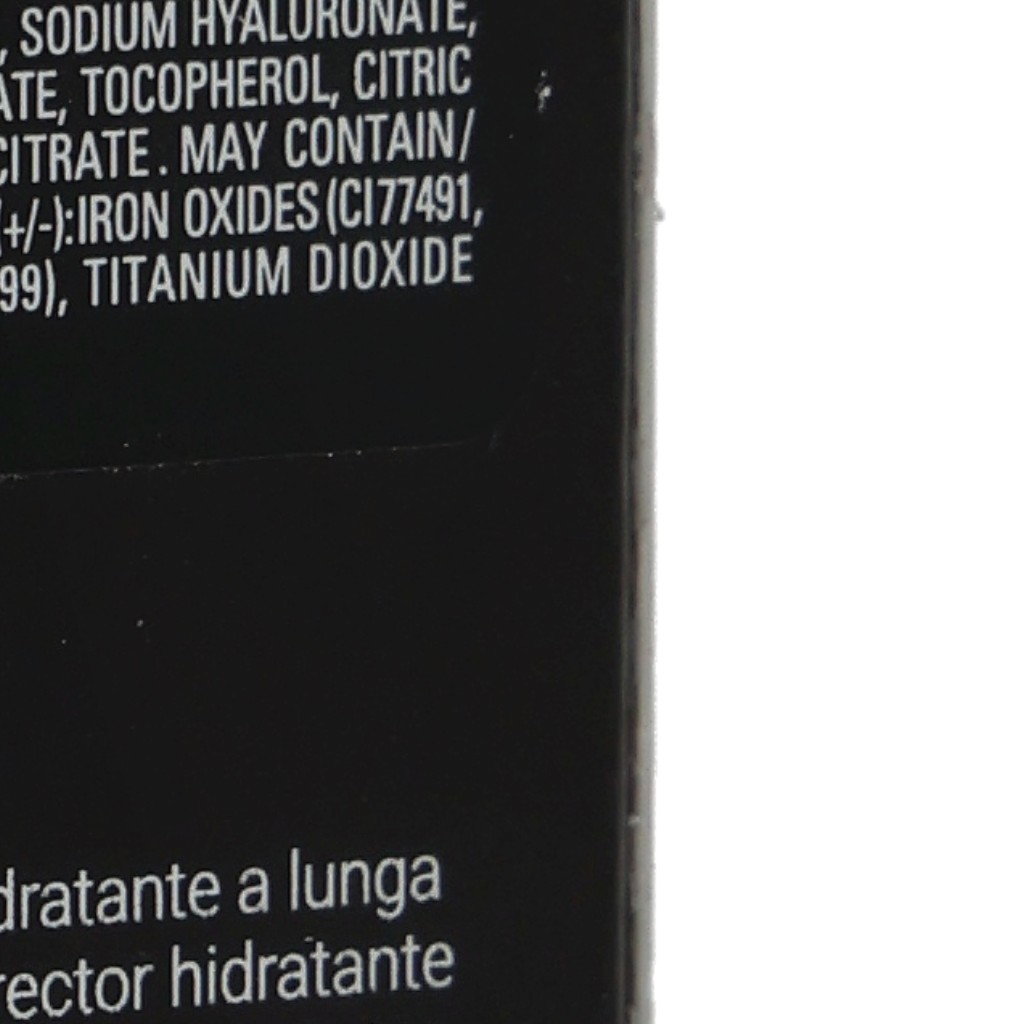 , SODIUM HYALURONATE,
ATE, TOCOPHEROL, CITRIC
CITRATE. MAY CONTAIN/
(+/-):IRON OXIDES (CI77491,
99), TITANIUM DIOXIDE
dratante a lunga
rector hidratante